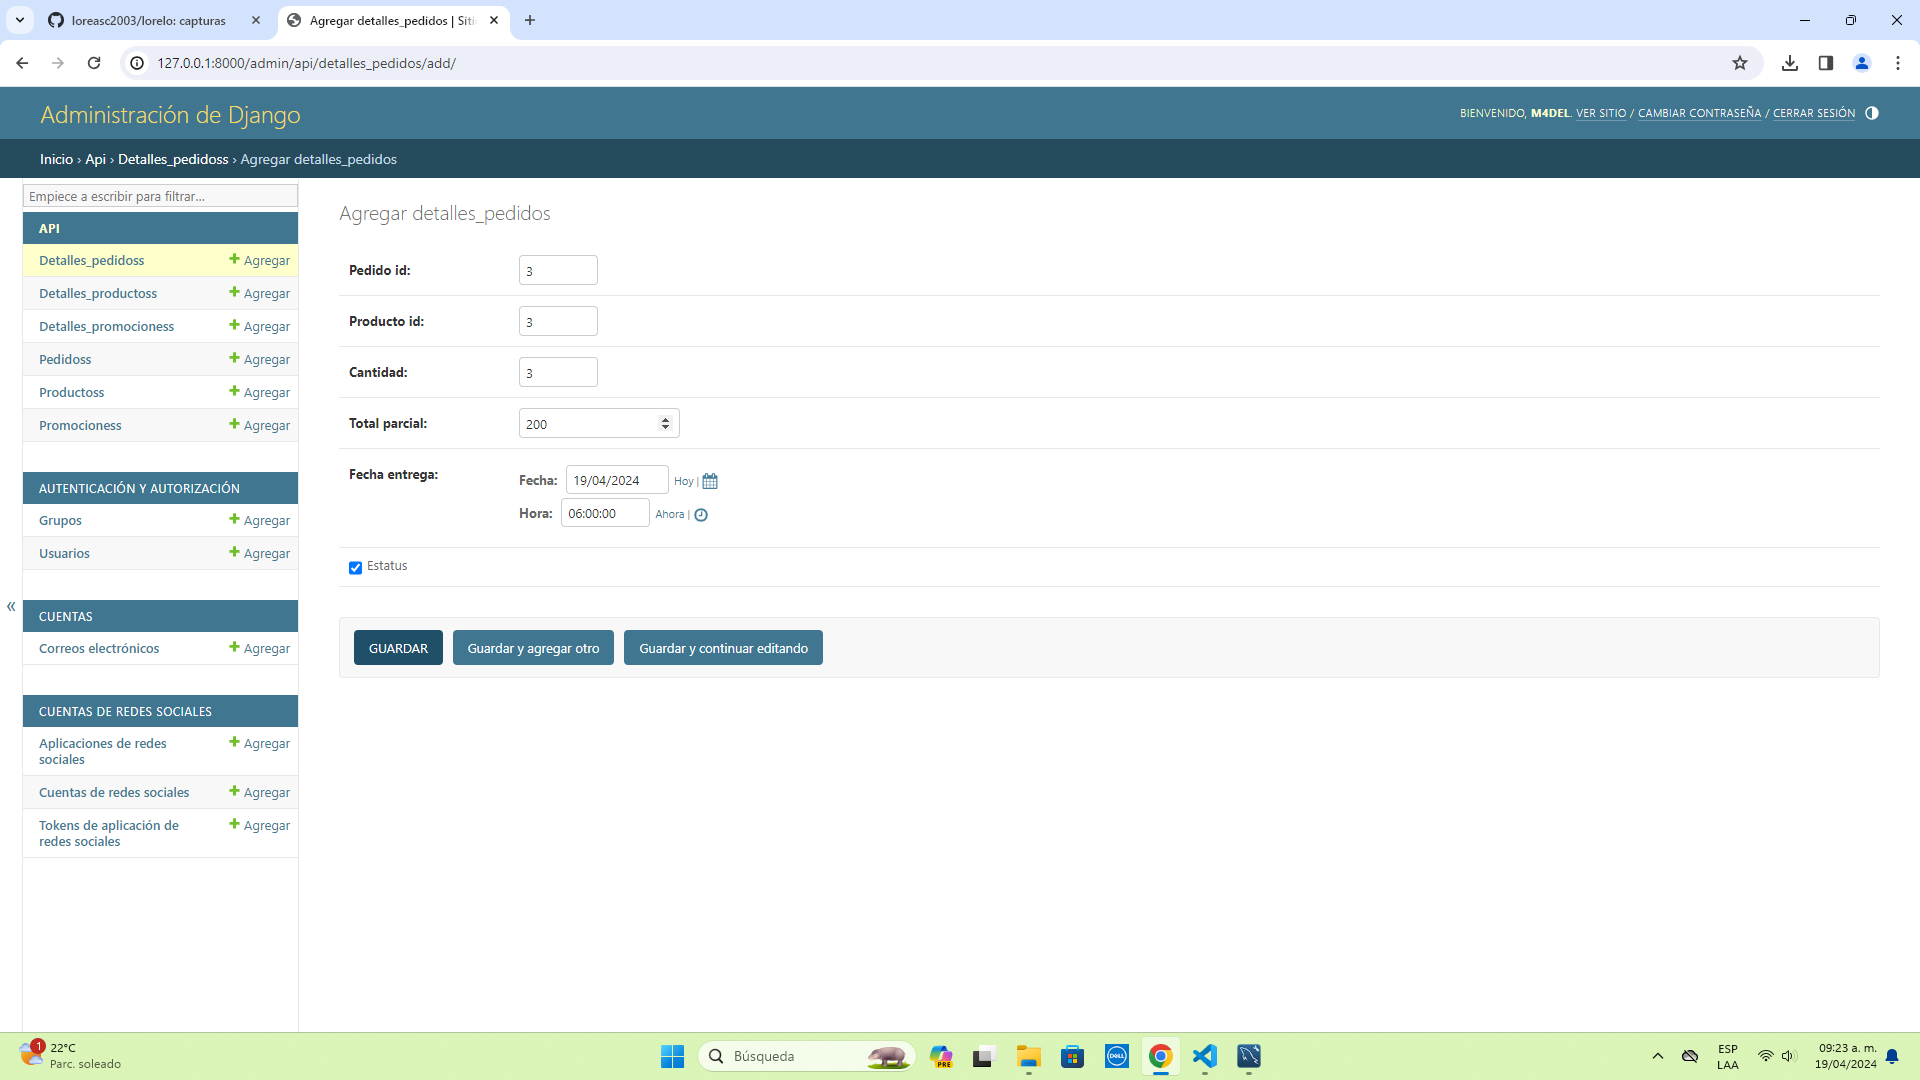 loreasc2003/lorelo: capturas
Agregar detalles_pedidos | Siti
127.0.0.1:8000/admin/api/detalles_pedidos/add/
Administración de Django
BIENVENIDO, M4DEL. VER SITIO / CAMBIAR CONTRASEÑA / CERRAR SESIÓN
Inicio › Api › Detalles_pedidoss › Agregar detalles_pedidos
Empiece a escribir para filtrar...
API
Detalles_pedidoss Agregar
Detalles_productoss Agregar
Detalles_promocioness Agregar
Pedidoss Agregar
Productoss Agregar
Promocioness Agregar
AUTENTICACIÓN Y AUTORIZACIÓN
Grupos Agregar
Usuarios Agregar
CUENTAS
Correos electrónicos Agregar
CUENTAS DE REDES SOCIALES
Aplicaciones de redes sociales Agregar
Cuentas de redes sociales Agregar
Tokens de aplicación de redes sociales Agregar
Agregar detalles_pedidos
Pedido id: 3
Producto id: 3
Cantidad: 3
Total parcial: 200
Fecha entrega: Fecha: 19/04/2024 Hoy |
Hora: 06:00:00 Ahora |
Estatus
GUARDAR Guardar y agregar otro Guardar y continuar editando
1
22°C
Parc. soleado
Búsqueda
PRE
DELL
ESP
LAA
09:23 a. m.
19/04/2024